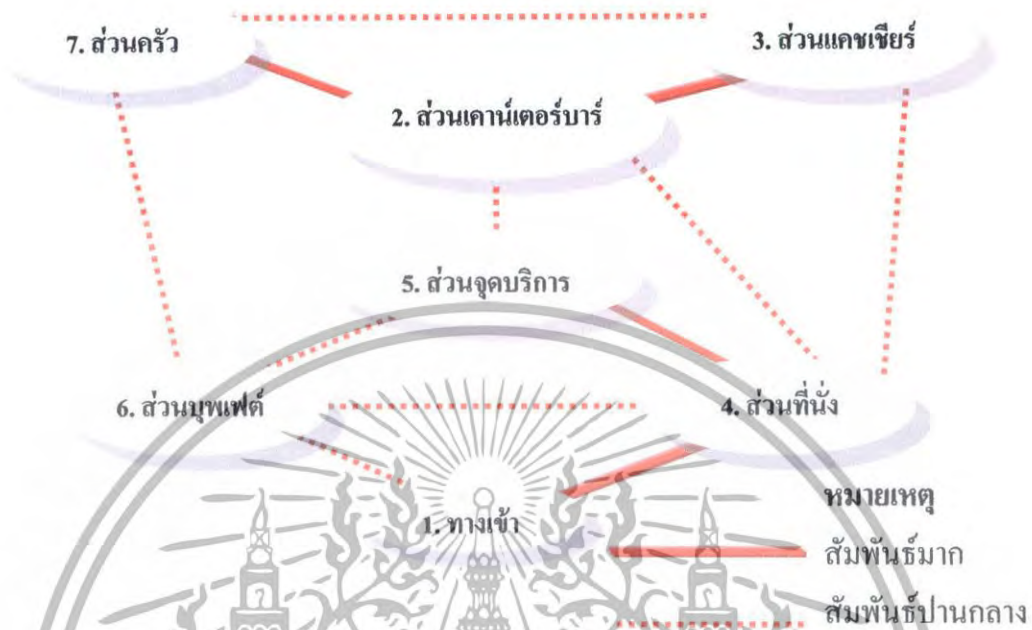 7. ส่วนครัว
3. ส่วนแคชเชียร์
2. ส่วนเคาน์เตอร์บาร์
5. ส่วนจุดบริการ
6. ส่วนบุพเฟต์
4. ส่วนที่นั่ง
1. ทางเข้า
หมายเหตุ
สัมพันธ์มาก
สัมพันธ์ปานกลาง